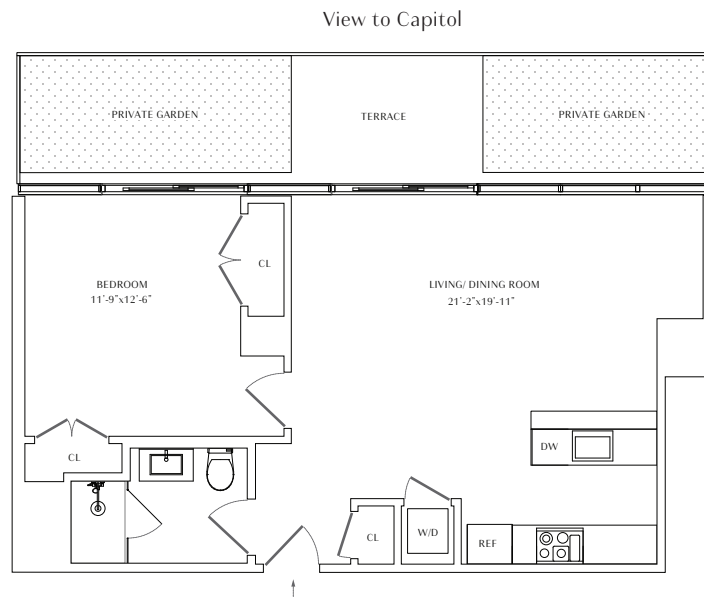 View to Capitol
PRIVATE GARDEN
TERRACE
PRIVATE GARDEN
CL
BEDROOM
11'-9"x12'-6"
LIVING/ DINING ROOM
21'-2"x19'-11"
DW
CL
W/D
CL
REF